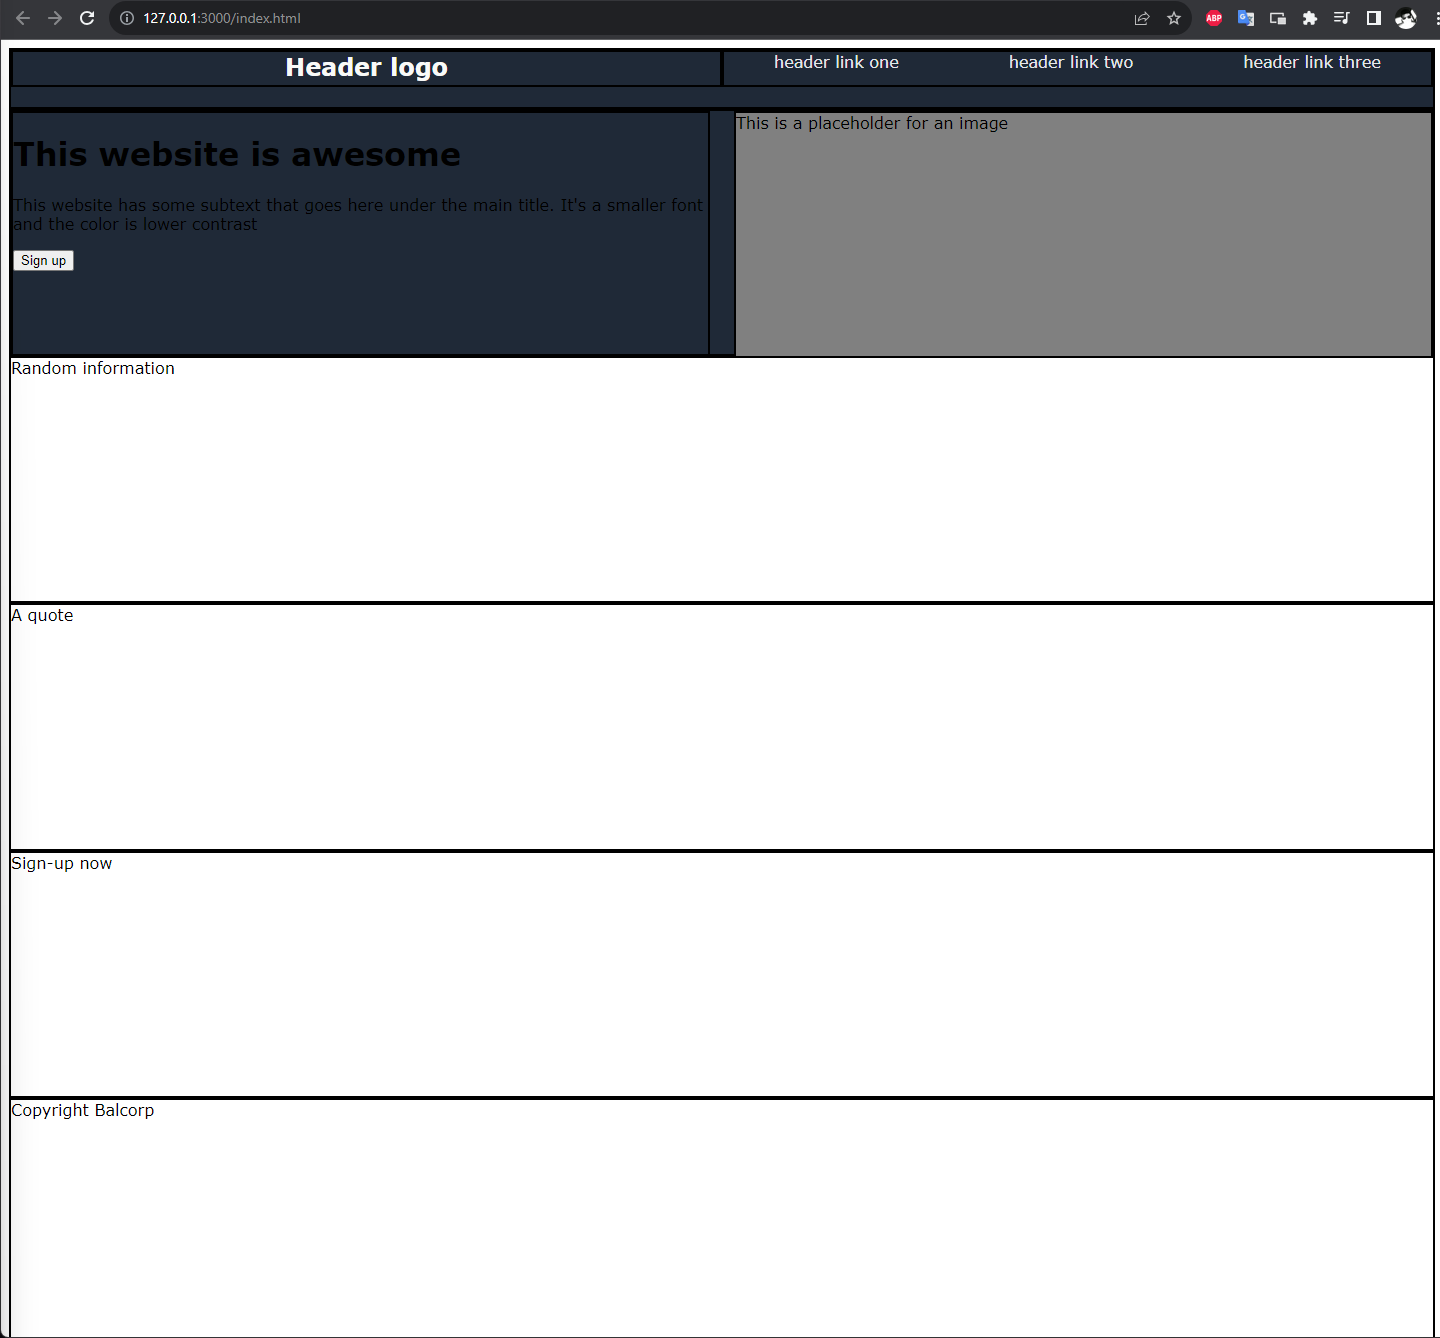 127.0.0.1:3000/index.html
ABP
Header logo
header link one
header link two
header link three
This website is awesome
This website has some subtext that goes here under the main title. It's a smaller font
and the color is lower contrast
Sign up
This is a placeholder for an image
Random information
A quote
Sign-up now
Copyright Balcorp